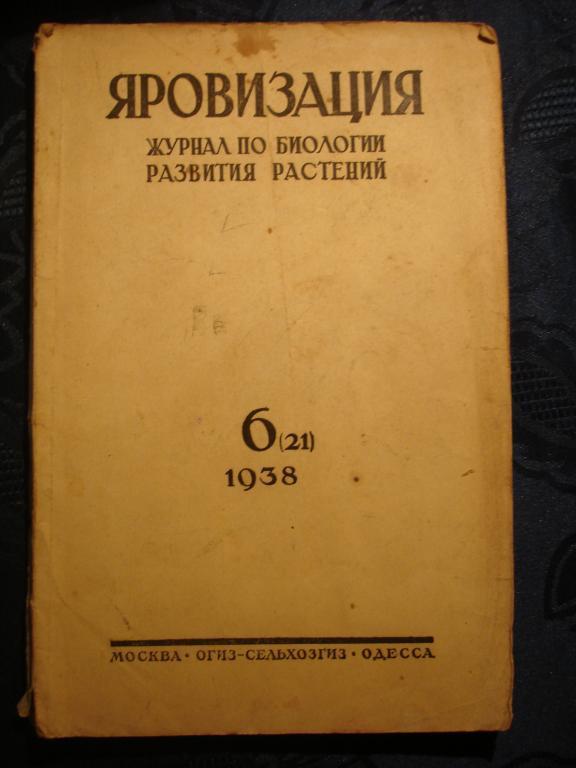 ЯРОВИЗАЦИЯ
ЖУРНАЛ ПО БИОЛОГИИ
РАЗВИТИЯ РАСТЕНИЙ
6 (21)
1938
МОСКВА • ОГИЗ–СЕЛЬХОЗГИЗ • ОДЕССА